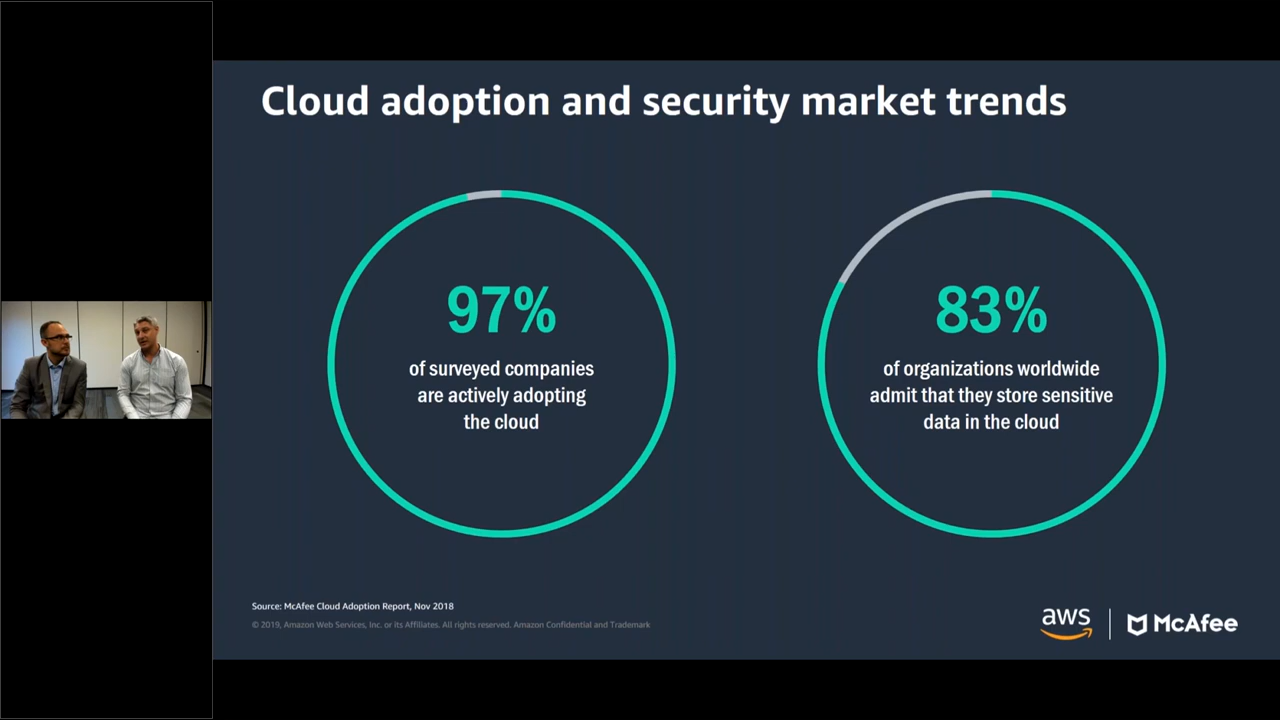 Cloud adoption and security market trends
97%
of surveyed companies
are actively adopting
the cloud
83%
of organizations worldwide
admit that they store sensitive
data in the cloud
Source: McAfee Cloud Adoption Report, Nov 2018
© 2019, Amazon Web Services, Inc. or its Affiliates. All rights reserved. Amazon Confidential and Trademark
aws
McAfee